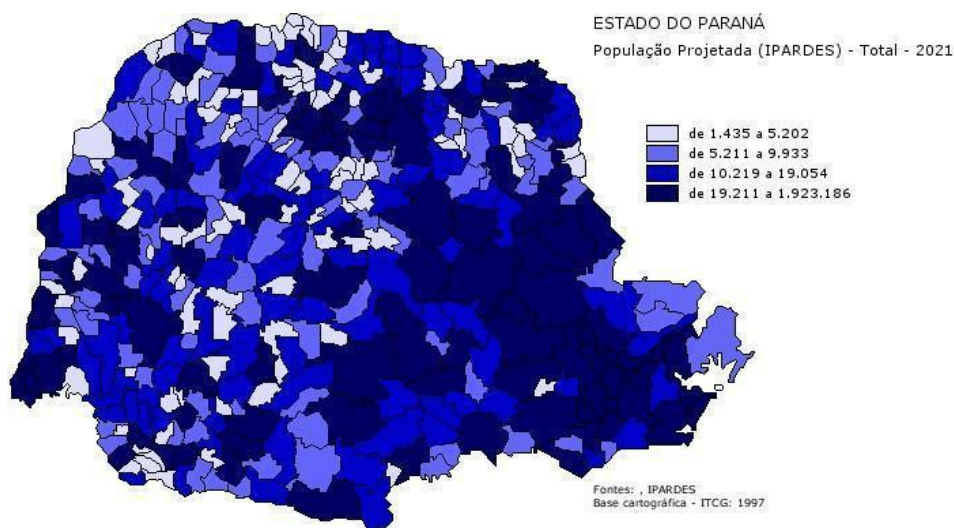 ESTADO DO PARANÁ
População Projetada (IPARDES) - Total - 2021
de 1.435 a 5.202
de 5.211 a 9.933
de 10.219 a 19.054
de 19.211 a 1.923.186
Fontes: , IPARDES
Base cartográfica - ITCG: 1997